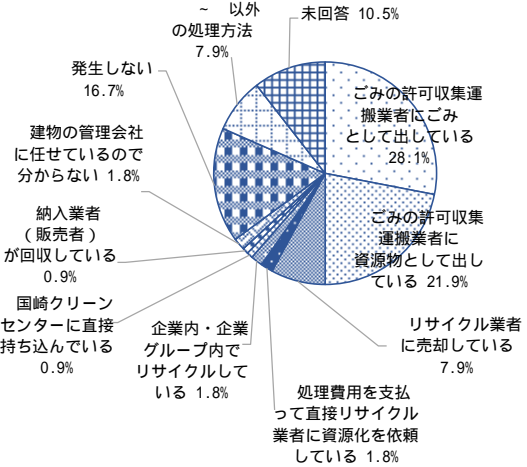 ～　以外
の処理方法
7.9%
未回答 10.5%
発生しない
16.7%
ごみの許可収集運
搬業者にごみ
として出している
28.1%
建物の管理会社
に任せているので
分からない 1.8%
納入業者
（販売者）
が回収している
0.9%
ごみの許可収集
運搬業者に
資源物として出し
ている 21.9%
国崎クリーン
センターに直接
持ち込んでいる
0.9%
企業内・企業
グループ内で
リサイクルして
いる 1.8%
リサイクル業者
に売却している
7.9%
処理費用を支払
って直接リサイクル
業者に資源化を依頼
している 1.8%